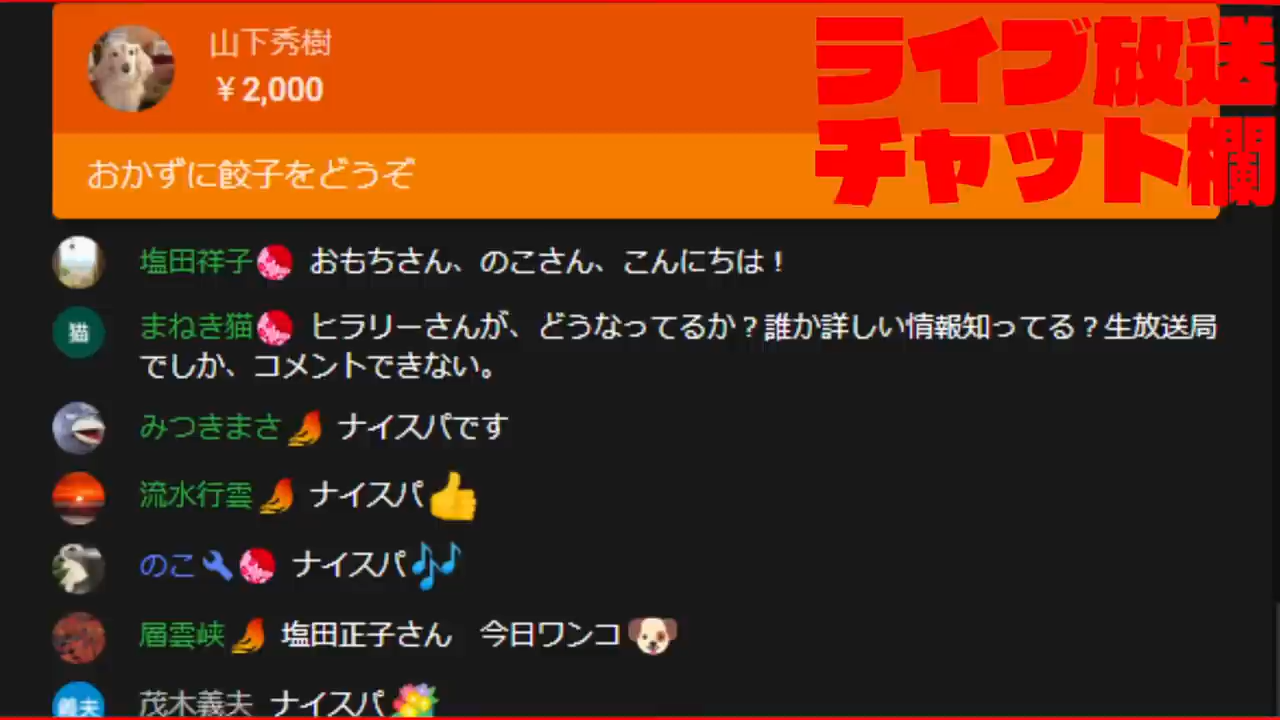 山下秀樹
¥2,000
ライブ放送
チャット欄
おかずに餃子をどうぞ
塩田祥子 おもちさん、のこさん、こんにちは！
猫
まねき猫 ヒラリーさんが、どうなってるか？誰か詳しい情報知ってる？生放送局
でしか、コメントできない。
みつきまさ ナイスパです
流水行雲 ナイスパ👍
のこ ナイスパ🎶
層雲峡 塩田正子さん　今日ワンコ🐶
義夫
茂木義夫 ナイスパ💐